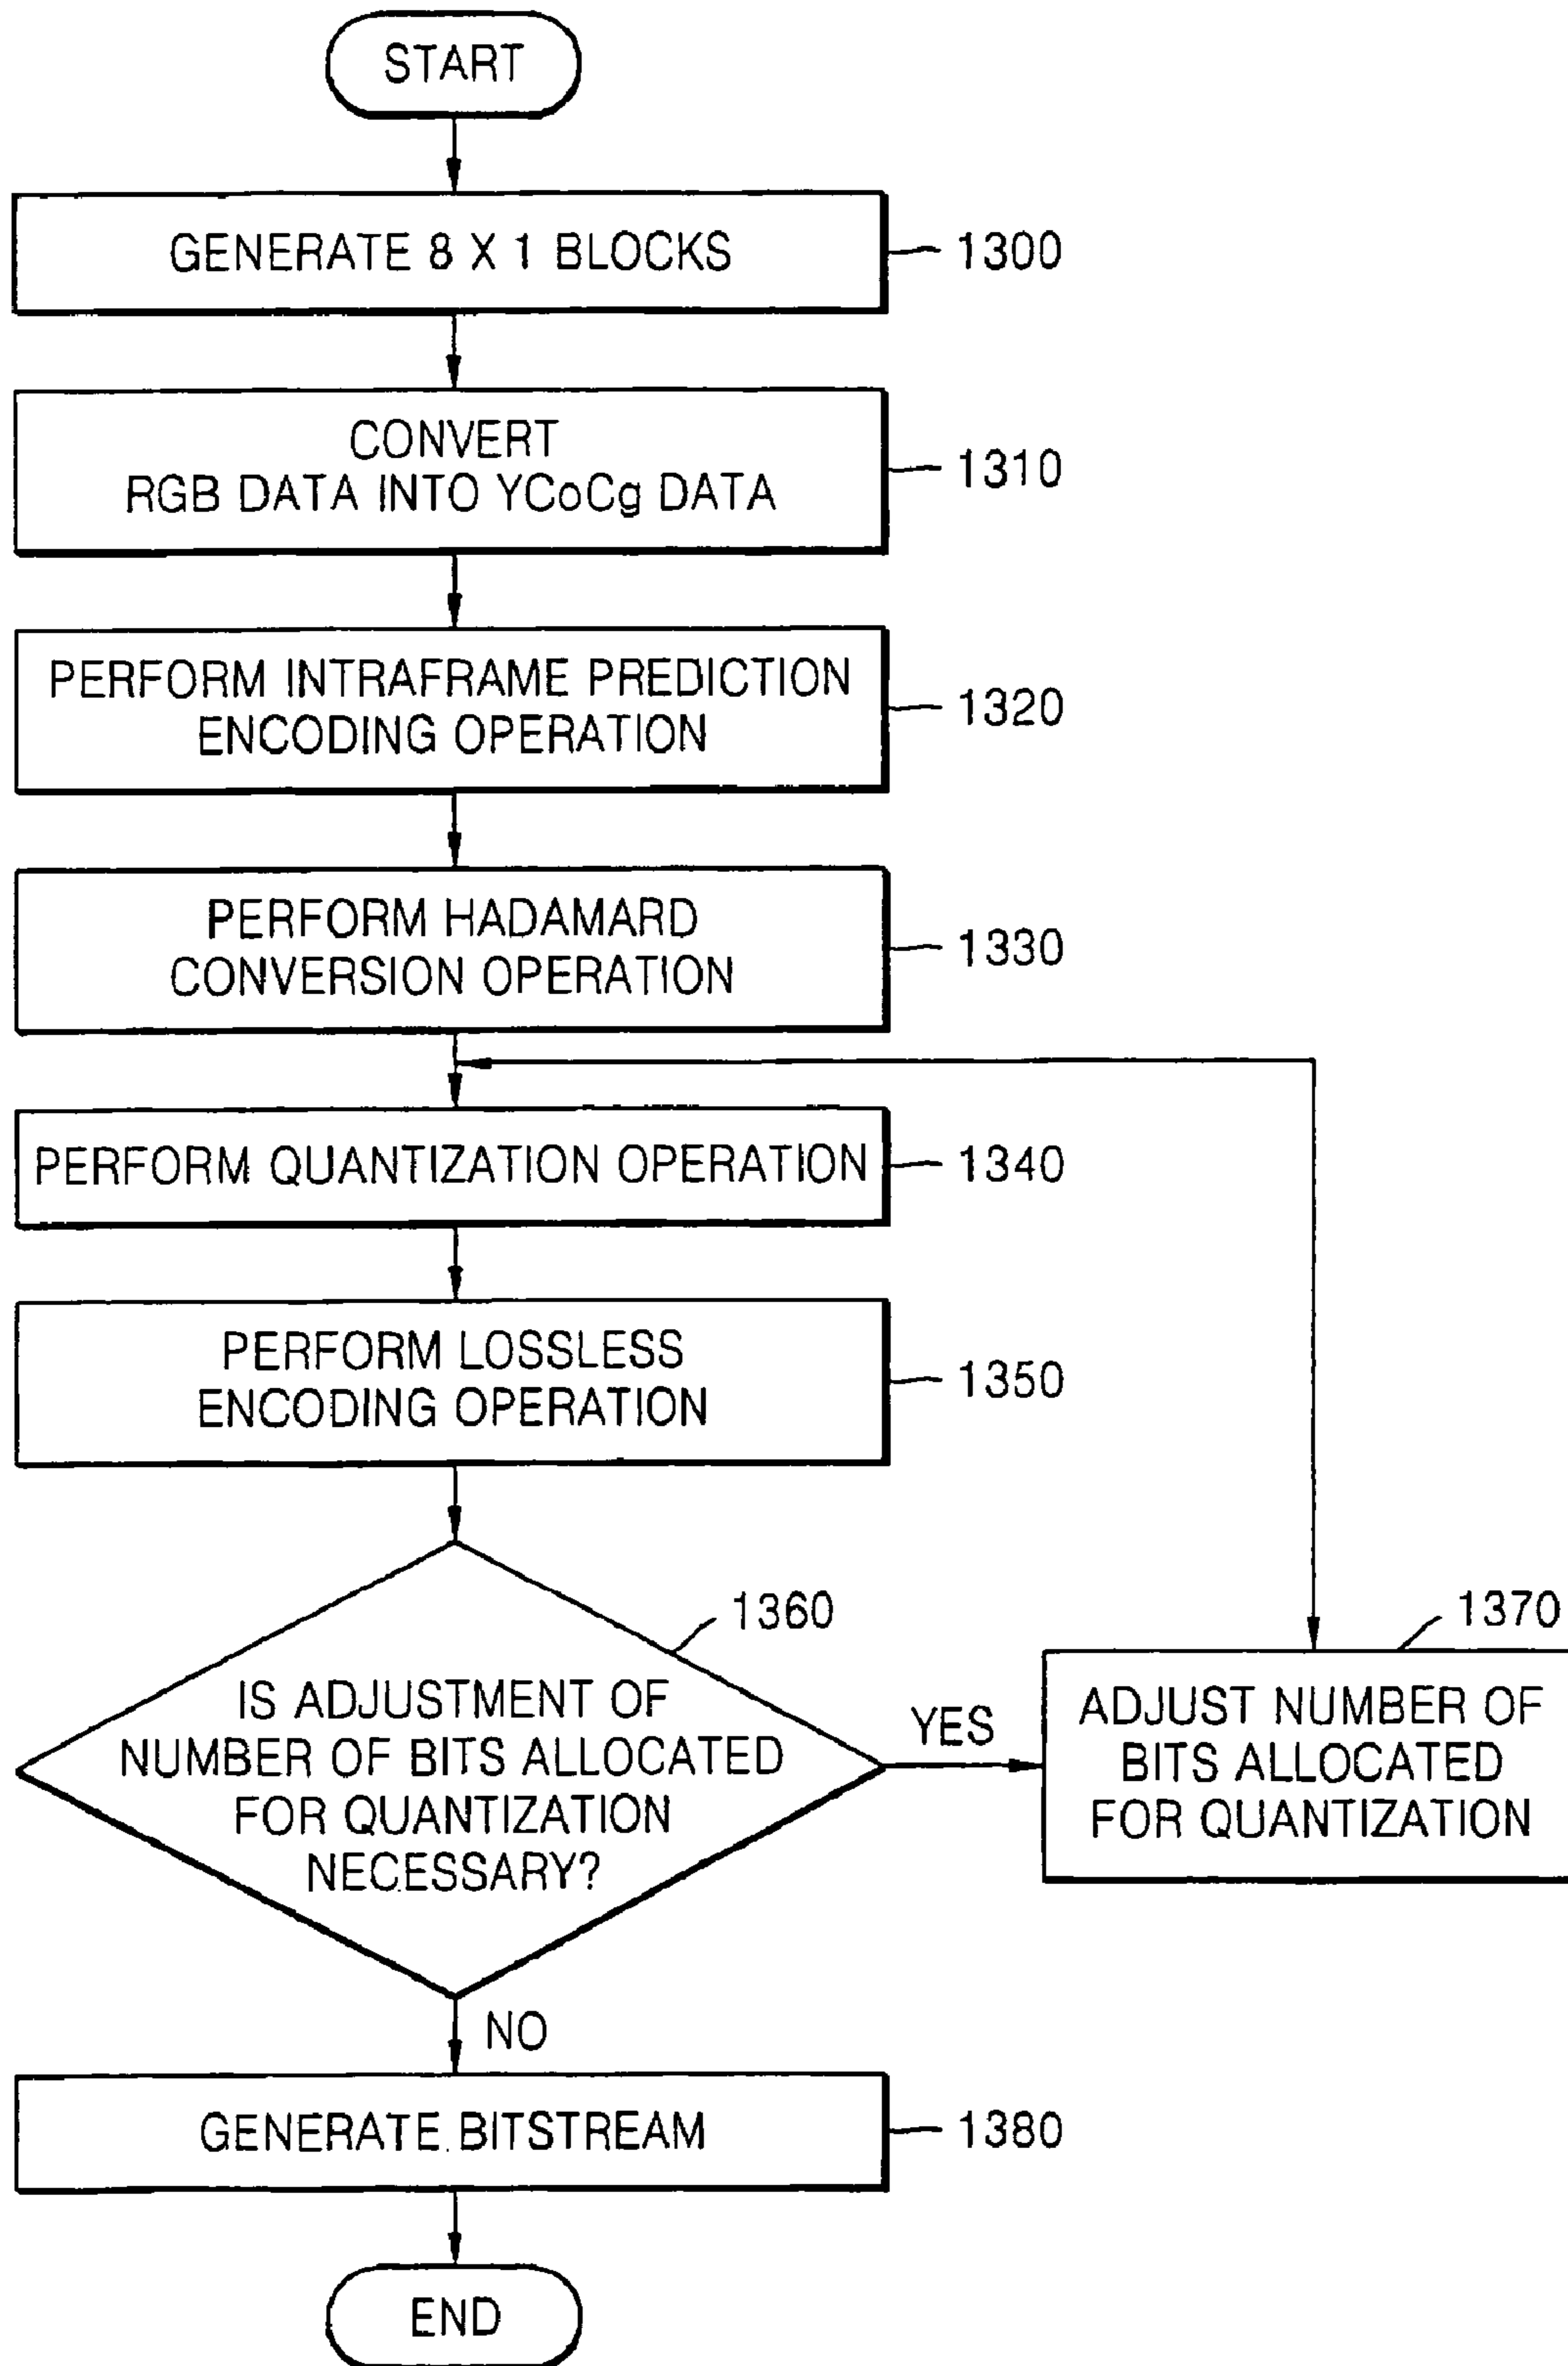 START
GENERATE 8 X 1 BLOCKS
1300
CONVERT
RGB DATA INTO YCoCg DATA
1310
PERFORM INTRAFRAME PREDICTION
ENCODING OPERATION
1320
PERFORM HADAMARD
CONVERSION OPERATION
1330
PERFORM QUANTIZATION OPERATION
1340
PERFORM LOSSLESS
ENCODING OPERATION
1350
1360
IS ADJUSTMENT OF
NUMBER OF BITS ALLOCATED
FOR QUANTIZATION
NECESSARY?
YES
1370
ADJUST NUMBER OF
BITS ALLOCATED
FOR QUANTIZATION
NO
GENERATE BITSTREAM
1380
END